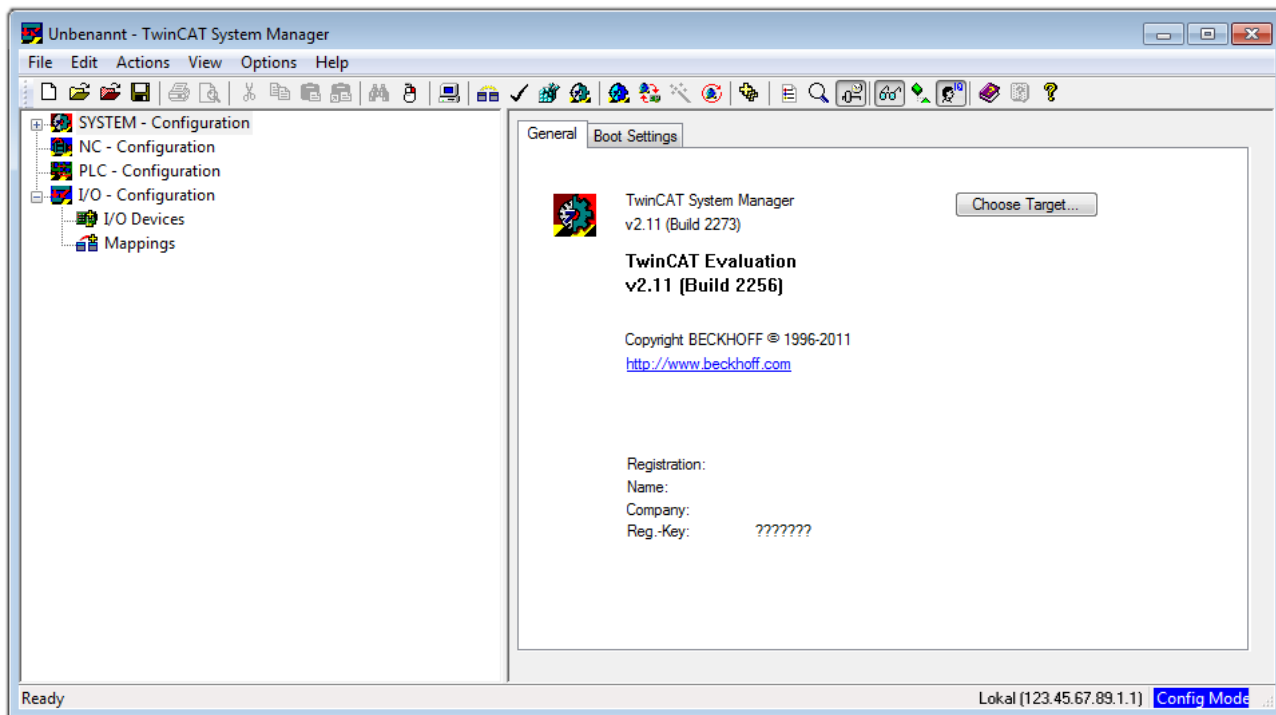 Unbenannt - TwinCAT System Manager
File Edit Actions View Options Help
SYSTEM - Configuration
NC - Configuration
PLC - Configuration
I/O - Configuration
I/O Devices
Mappings
General Boot Settings
TwinCAT System Manager
v2.11 (Build 2273)
Choose Target...
TwinCAT Evaluation
v2.11 (Build 2256)
Copyright BECKHOFF © 1996-2011
http://www.beckhoff.com
Registration:
Name:
Company:
Reg.-Key: ???????
Ready Lokal (123.45.67.89.1.1) Config Mode